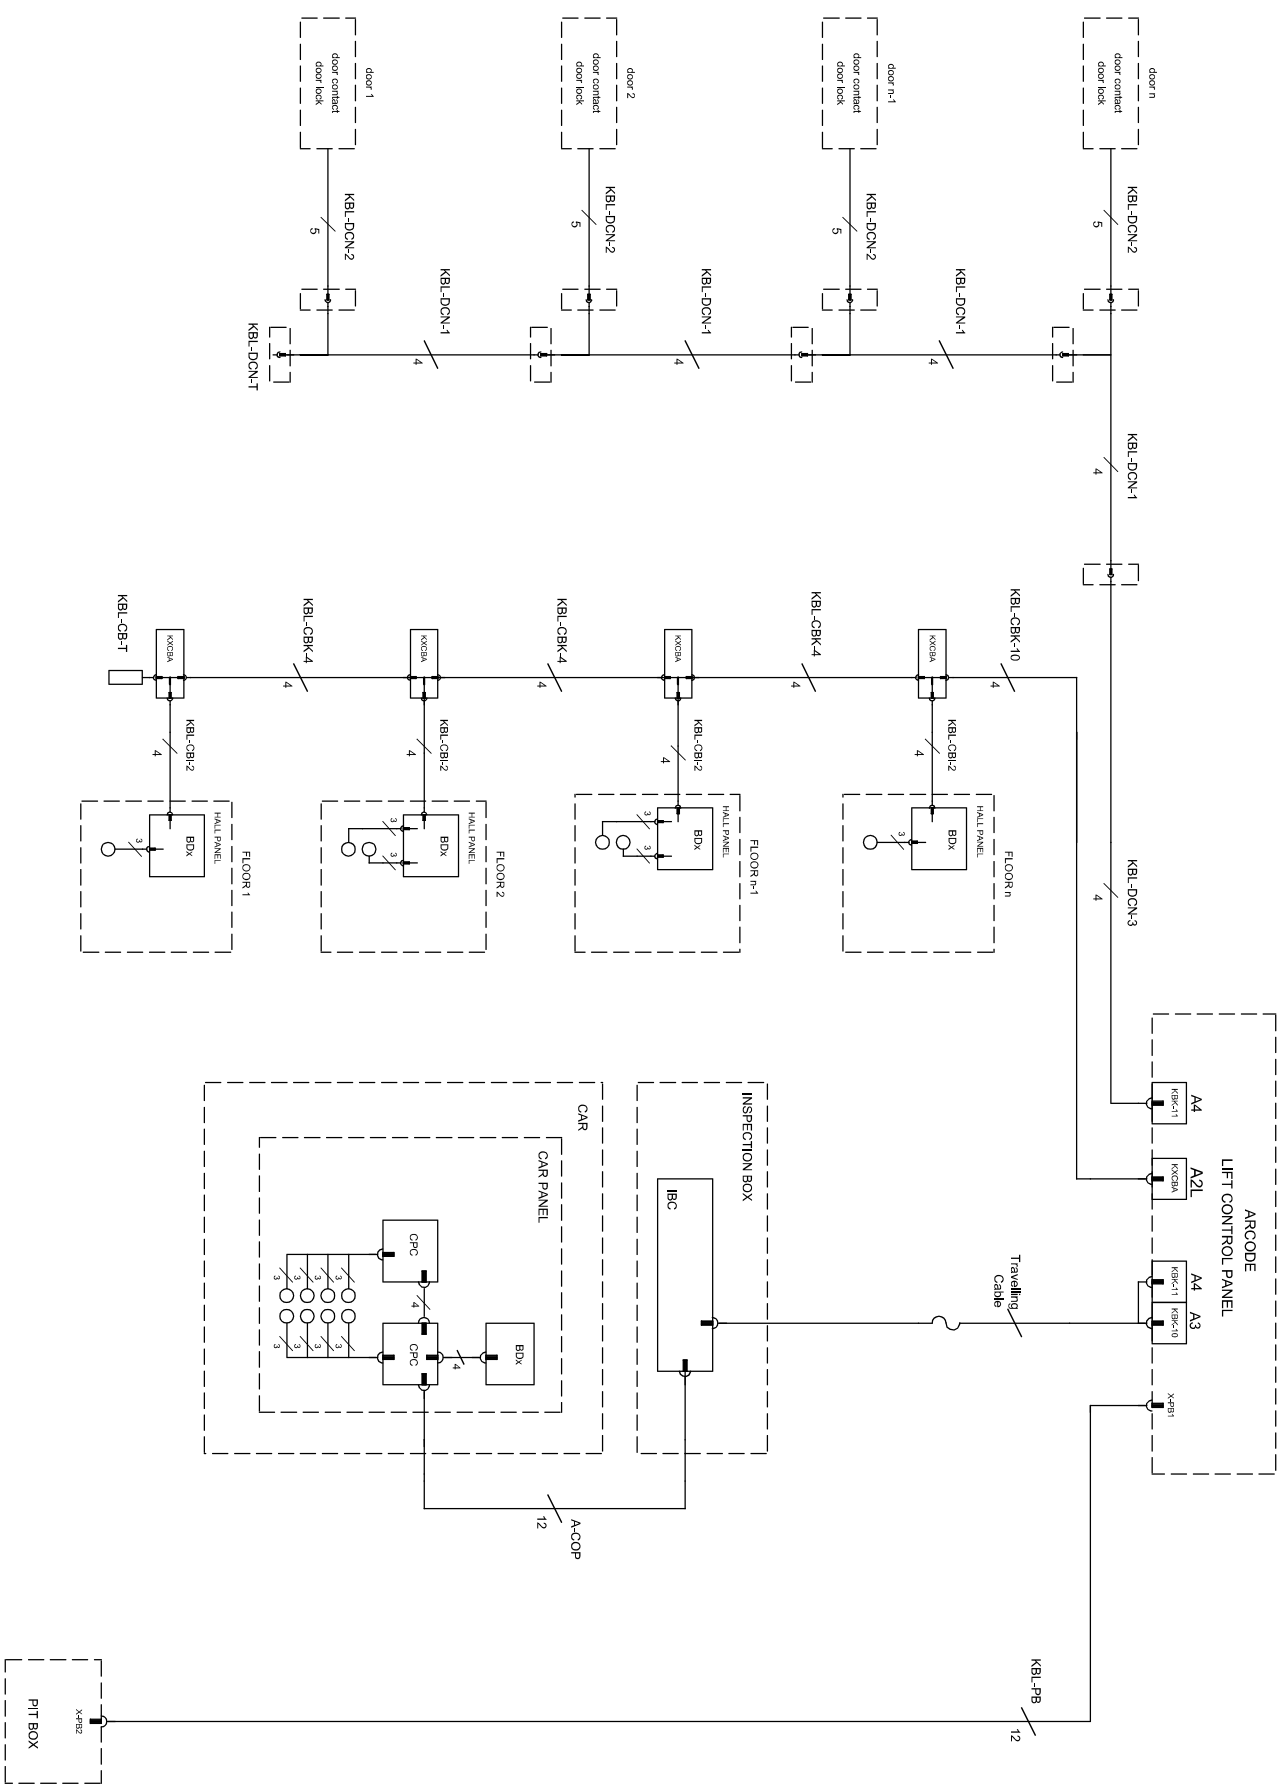 ARCODE
LIFT CONTROL PANEL
A4
A2L
A4
A3
KBK-11
KXCBA
KBK-11
KBK-10
X-PB1
door n
door contact
door lock
KBL-DCN-2
5
KBL-DCN-1
4
KBL-DCN-3
4
Travelling
Cable
KBL-PB
12
KBL-CBK-10
4
KBL-DCN-1
4
FLOOR n
HALL PANEL
KXCBA
KBL-CBI-2
4
BDx
3
door n-1
door contact
door lock
KBL-DCN-2
5
KBL-CBK-4
4
FLOOR n-1
HALL PANEL
KXCBA
KBL-CBI-2
4
BDx
3
3
INSPECTION BOX
IBC
KBL-DCN-1
4
door 2
door contact
door lock
KBL-DCN-2
5
KBL-CBK-4
4
A-COP
12
CAR
CAR PANEL
BDx
4
CPC
4
CPC
3
3
3
3
3
3
3
3
FLOOR 2
HALL PANEL
KXCBA
KBL-CBI-2
4
BDx
3
3
KBL-DCN-1
4
door 1
door contact
door lock
KBL-DCN-2
5
KBL-CBK-4
4
KBL-DCN-T
FLOOR 1
HALL PANEL
KXCBA
KBL-CBI-2
4
BDx
3
KBL-CB-T
X-PB2
PIT BOX